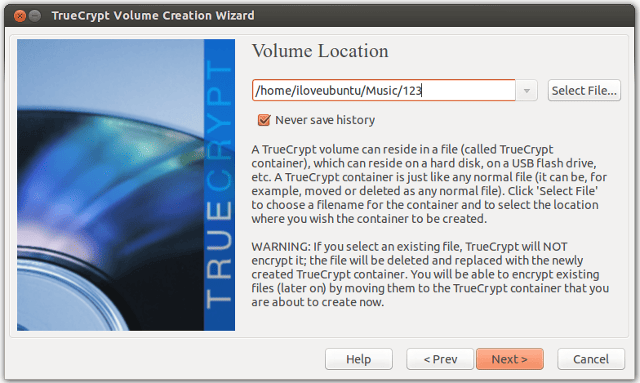 TrueCrypt Volume Creation Wizard
TRUECRYPT
Volume Location
/home/iloveubuntu/Music/123
Select File...
Never save history
A TrueCrypt volume can reside in a file (called TrueCrypt
container), which can reside on a hard disk, on a USB flash drive,
etc. A TrueCrypt container is just like any normal file (it can be, for
example, moved or deleted as any normal file). Click 'Select File'
to choose a filename for the container and to select the location
where you wish the container to be created.
WARNING: If you select an existing file, TrueCrypt will NOT
encrypt it; the file will be deleted and replaced with the newly
created TrueCrypt container. You will be able to encrypt existing
files (later on) by moving them to the TrueCrypt container that you
are about to create now.
Help
< Prev
Next >
Cancel